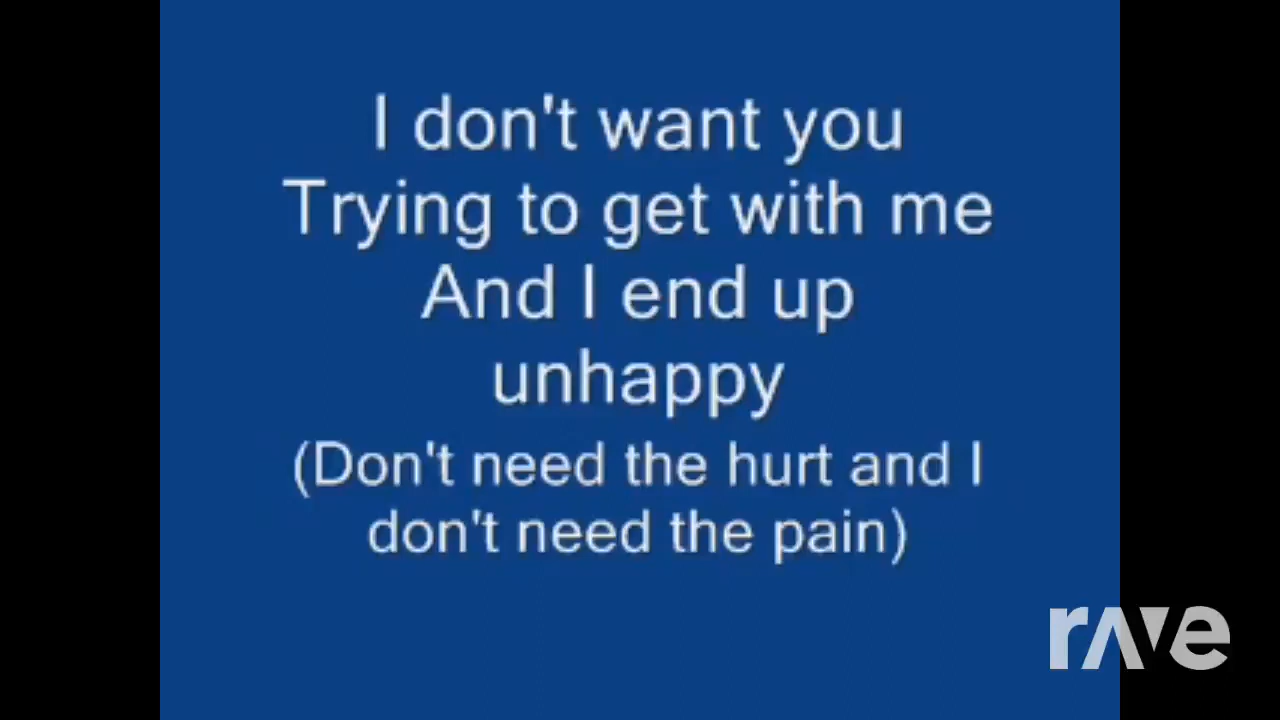 I don't want you
Trying to get with me
And I end up
unhappy
(Don't need the hurt and I
don't need the pain)
rave